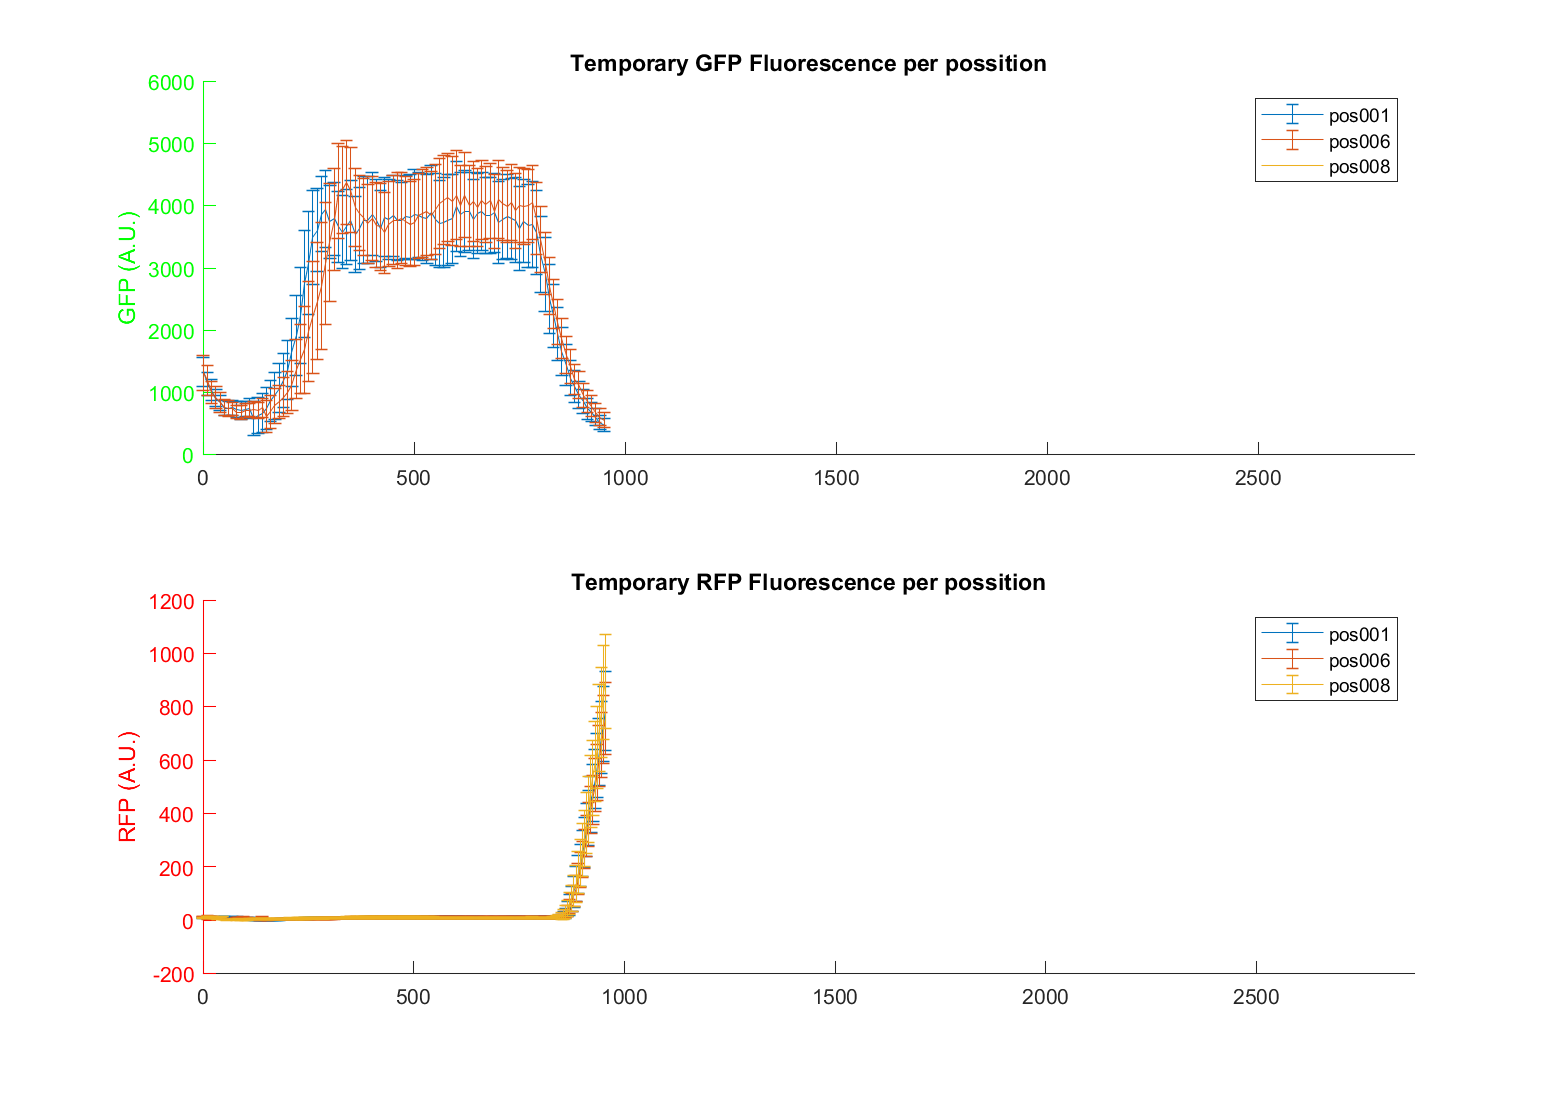 Temporary GFP Fluorescence per possition
6000
5000
4000
3000
2000
1000
0
GFP (A.U.)
0 500 1000 1500 2000 2500
pos001
pos006
pos008
Temporary RFP Fluorescence per possition
1200
1000
800
600
400
200
0
-200
RFP (A.U.)
0 500 1000 1500 2000 2500
pos001
pos006
pos008